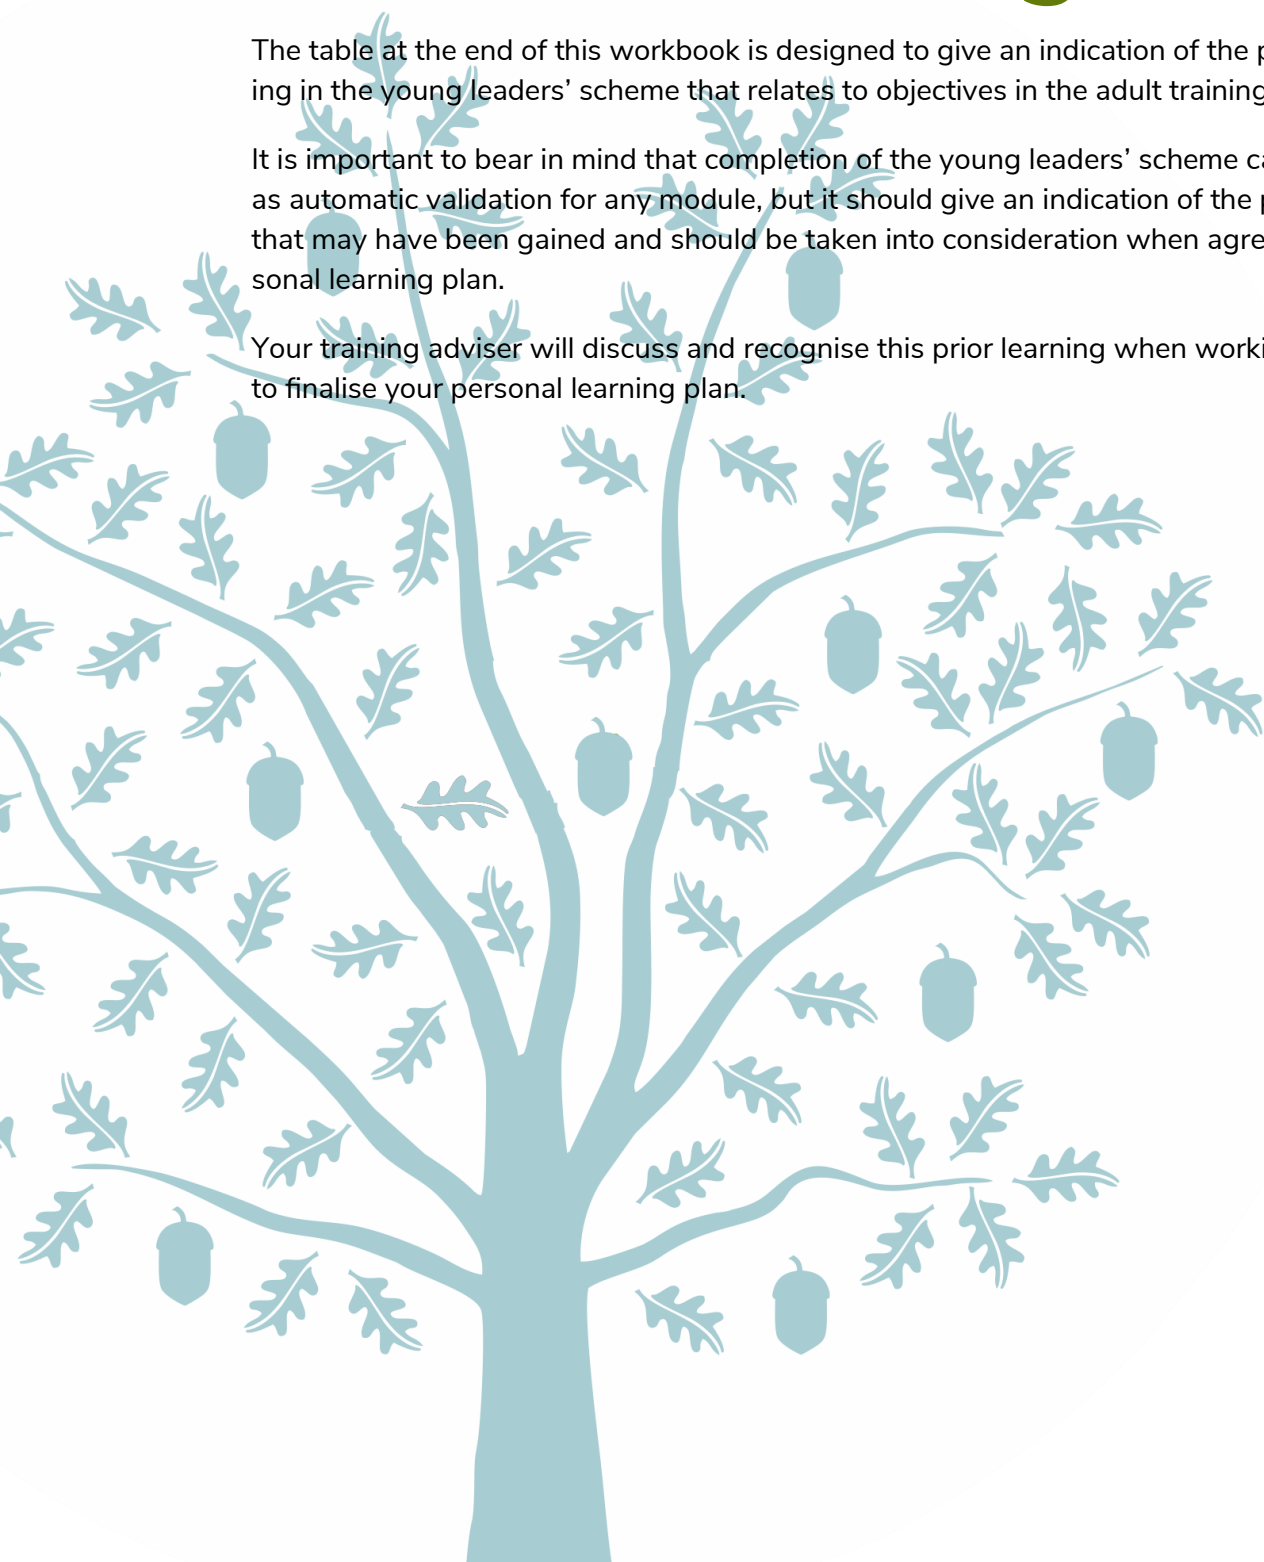 The table at the end of this workbook is designed to give an indication of the
ing in the young leaders’ scheme that relates to objectives in the adult training
It is important to bear in mind that completion of the young leaders’ scheme
as automatic validation for any module, but it should give an indication of the
that may have been gained and should be taken into consideration when
sonal learning plan.
Your training adviser will discuss and recognise this prior learning when
to finalise your personal learning plan.